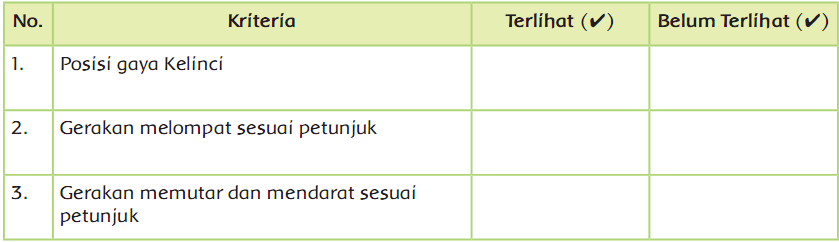 No. Kriteria Terlihat (✔) Belum Terlihat (✔)
1. Posisi gaya Kelinci
2. Gerakan melompat sesuai petunjuk
3. Gerakan memutar dan mendarat sesuai
petunjuk